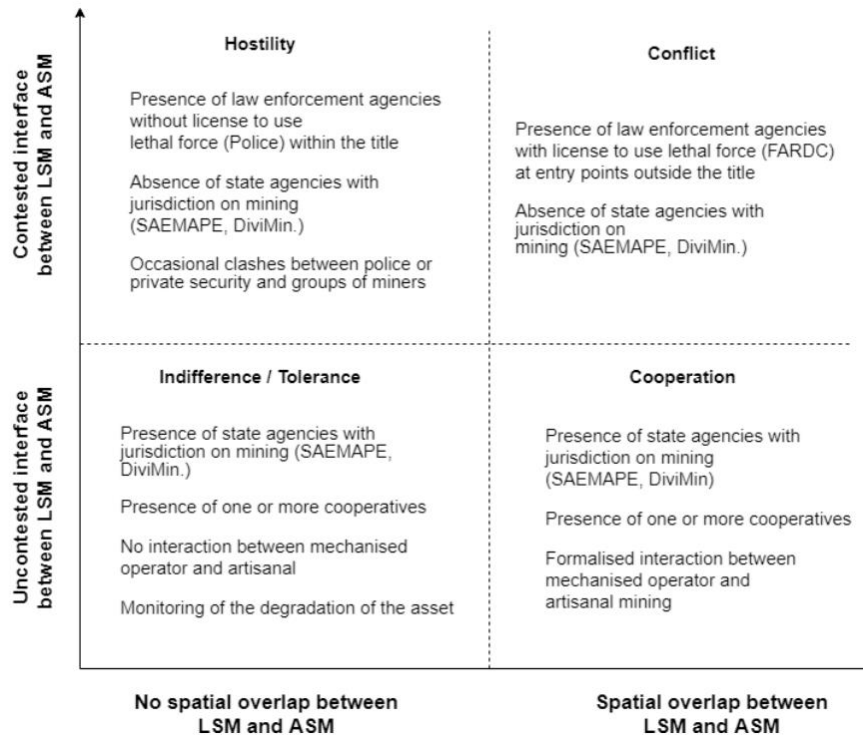 Contested interface
between LSM and ASM
Hostility
Presence of law enforcement agencies
without license to use
lethal force (Police) within the title
Absence of state agencies with
jurisdiction on mining
(SAEMAPE, DiviMin.)
Occasional clashes between police or
private security and groups of miners
Conflict
Presence of law enforcement agencies
with license to use lethal force (FARDC)
at entry points outside the title
Absence of state agencies with
jurisdiction on
mining (SAEMAPE, DiviMin.)
Uncontested interface
between LSM and ASM
Indifference / Tolerance
Presence of state agencies with
jurisdiction on mining (SAEMAPE,
DiviMin.)
Presence of one or more cooperatives
No interaction between mechanised
operator and artisanal
Monitoring of the degradation of the asset
Cooperation
Presence of state agencies with
jurisdiction on mining
(SAEMAPE, DiviMin)
Presence of one or more cooperatives
Formalised interaction between
mechanised operator and
artisanal mining
No spatial overlap between
LSM and ASM
Spatial overlap between
LSM and ASM